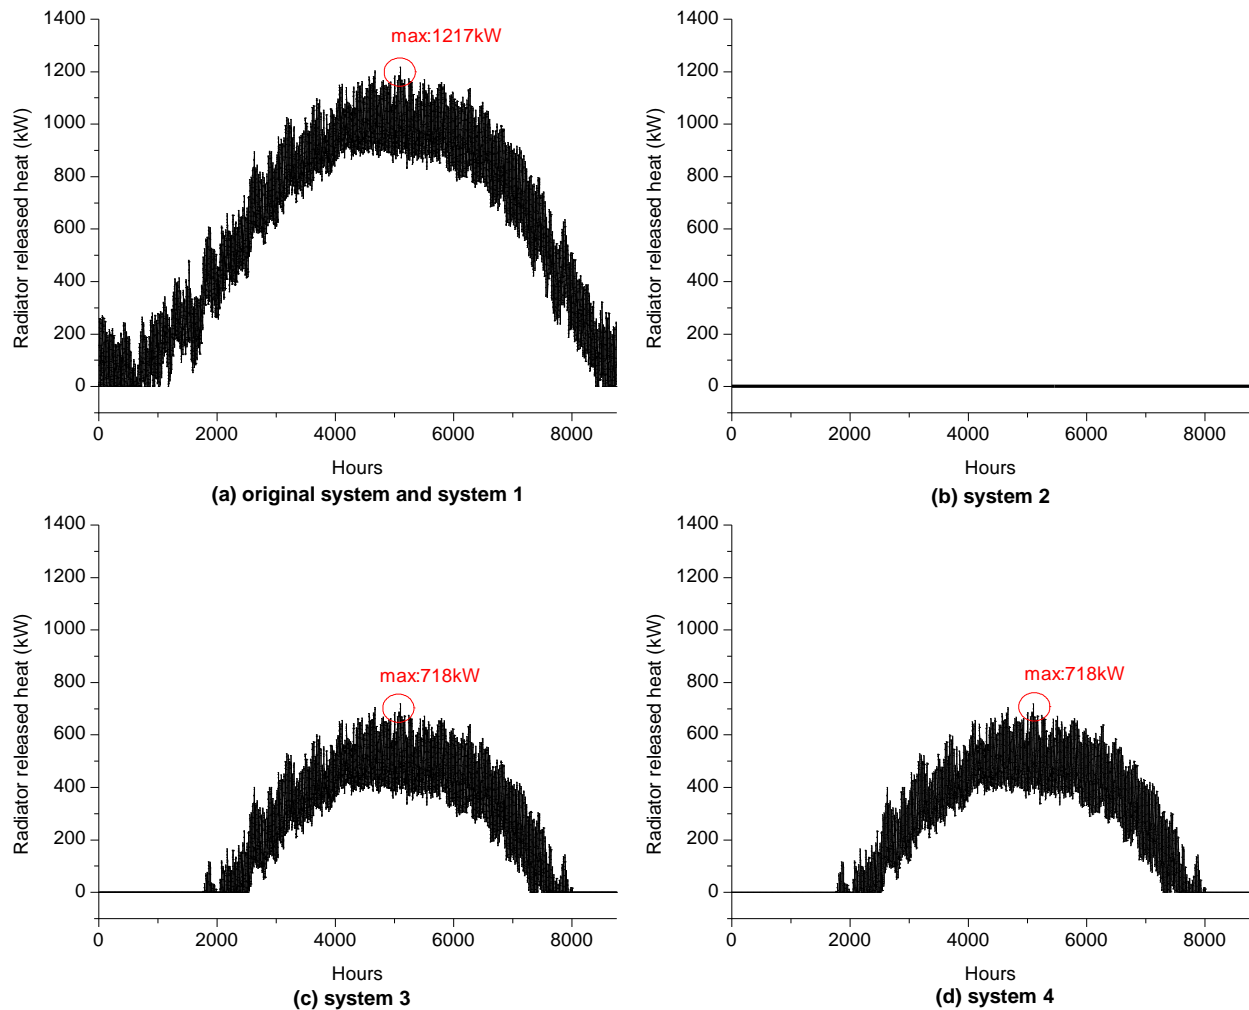 1400
1200
1000
800
600
400
200
0
Radiator released heat (kW)
max:1217kW
0 2000 4000 6000 8000
Hours
(a) original system and system 1
1400
1200
1000
800
600
400
200
0
Radiator released heat (kW)
0 2000 4000 6000 8000
Hours
(b) system 2
1400
1200
1000
800
600
400
200
0
Radiator released heat (kW)
max:718kW
0 2000 4000 6000 8000
Hours
(c) system 3
1400
1200
1000
800
600
400
200
0
Radiator released heat (kW)
max:718kW
0 2000 4000 6000 8000
Hours
(d) system 4